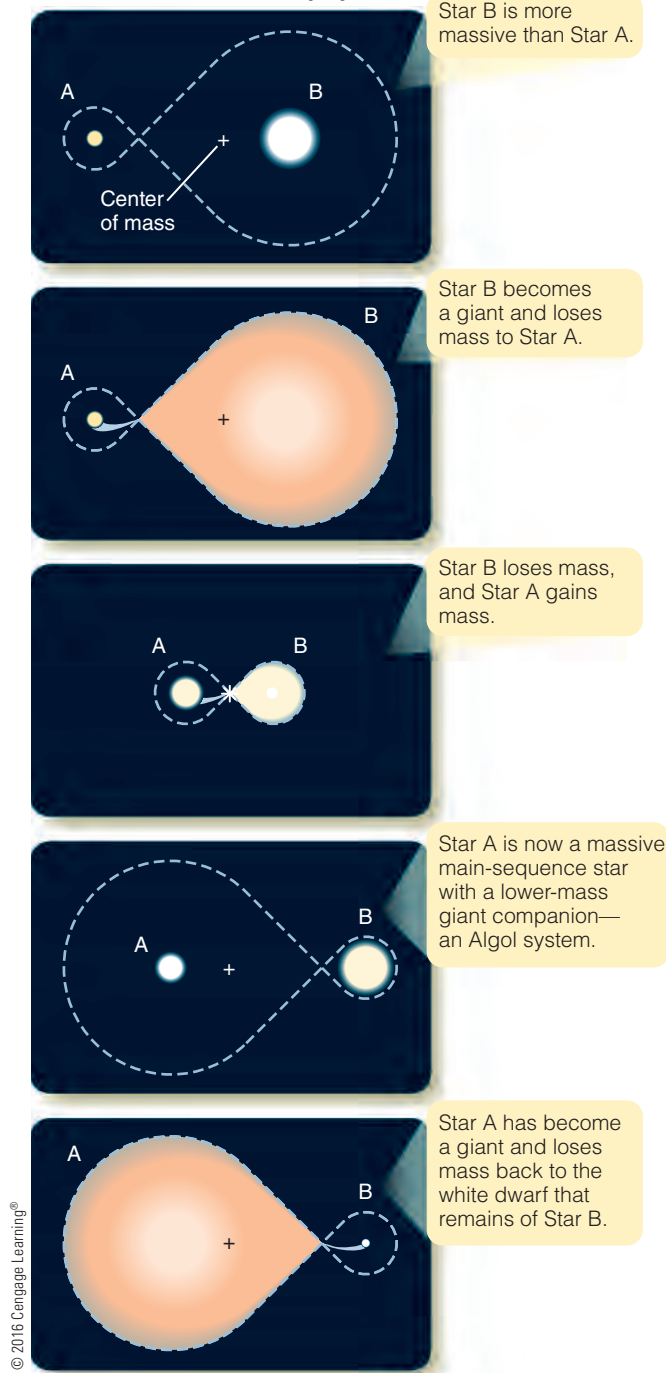 Star B is more
massive than Star A.
A
B
+
Center
of mass
Star B becomes
a giant and loses
mass to Star A.
B
A
+
Star B loses mass,
and Star A gains
mass.
A
B
+
Star A is now a massive
main-sequence star
with a lower-mass
giant companion—
an Algol system.
B
A
+
Star A has become
a giant and loses
mass back to the
white dwarf that
remains of Star B.
A
B
+
© 2016 Cengage Learning®